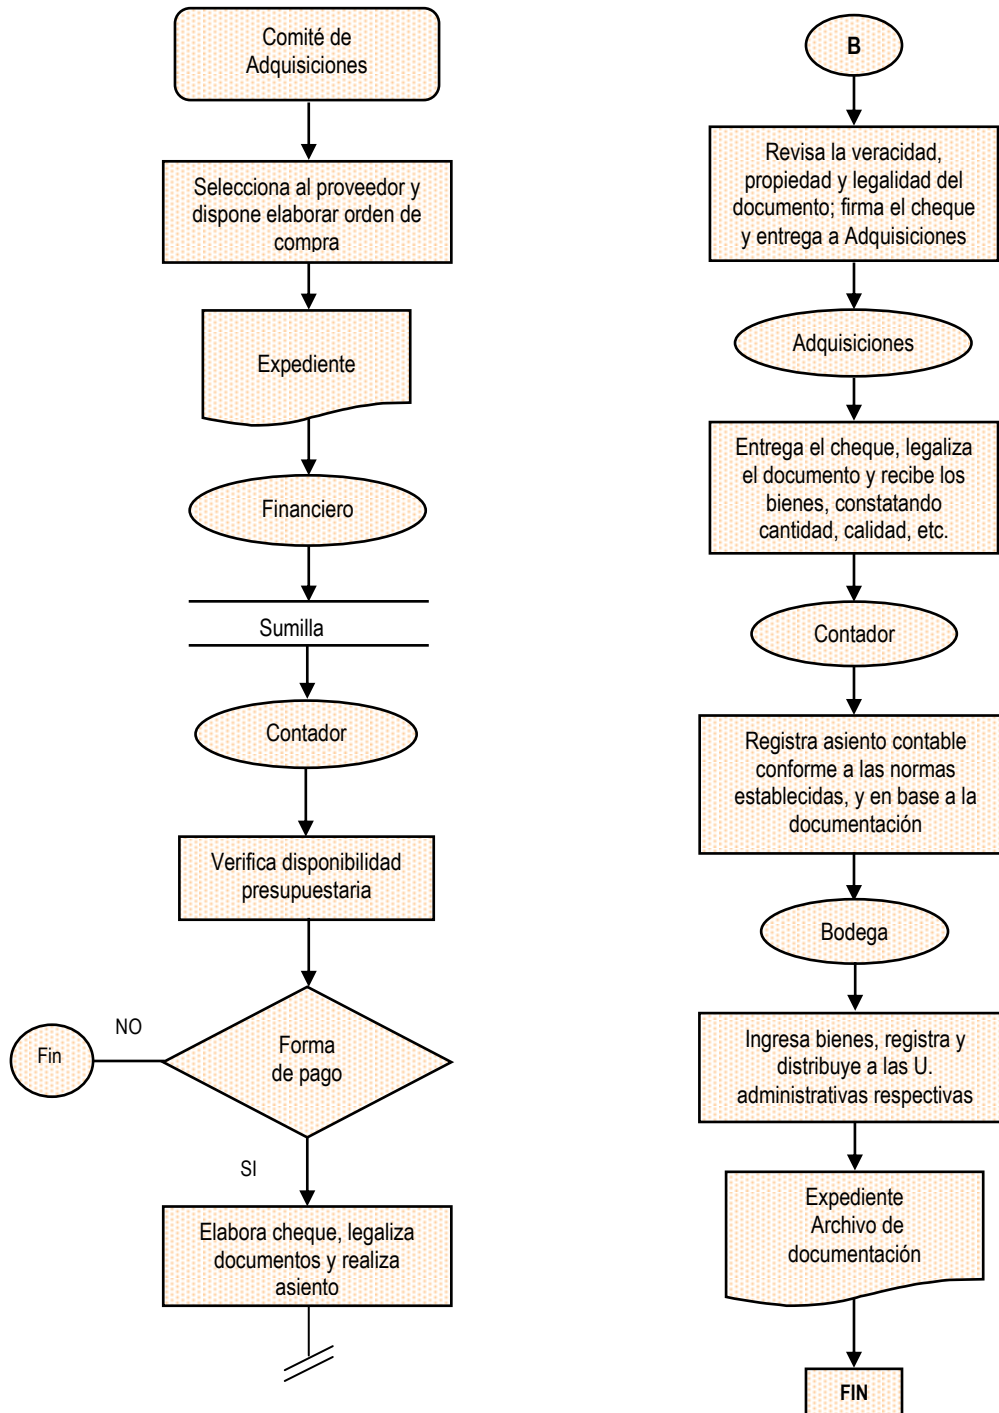 Comité de
Adquisiciones
Selecciona al proveedor y
dispone elaborar orden de
compra
Expediente
Financiero
Sumilla
Contador
Verifica disponibilidad
presupuestaria
Forma
de pago
NO
Fin
SI
Elabora cheque, legaliza
documentos y realiza
asiento
B
Revisa la veracidad,
propiedad y legalidad del
documento; firma el cheque
y entrega a Adquisiciones
Adquisiciones
Entrega el cheque, legaliza
el documento y recibe los
bienes, constatando
cantidad, calidad, etc.
Contador
Registra asiento contable
conforme a las normas
establecidas, y en base a la
documentación
Bodega
Ingresa bienes, registra y
distribuye a las U.
administrativas respectivas
Expediente
Archivo de
documentación
FIN